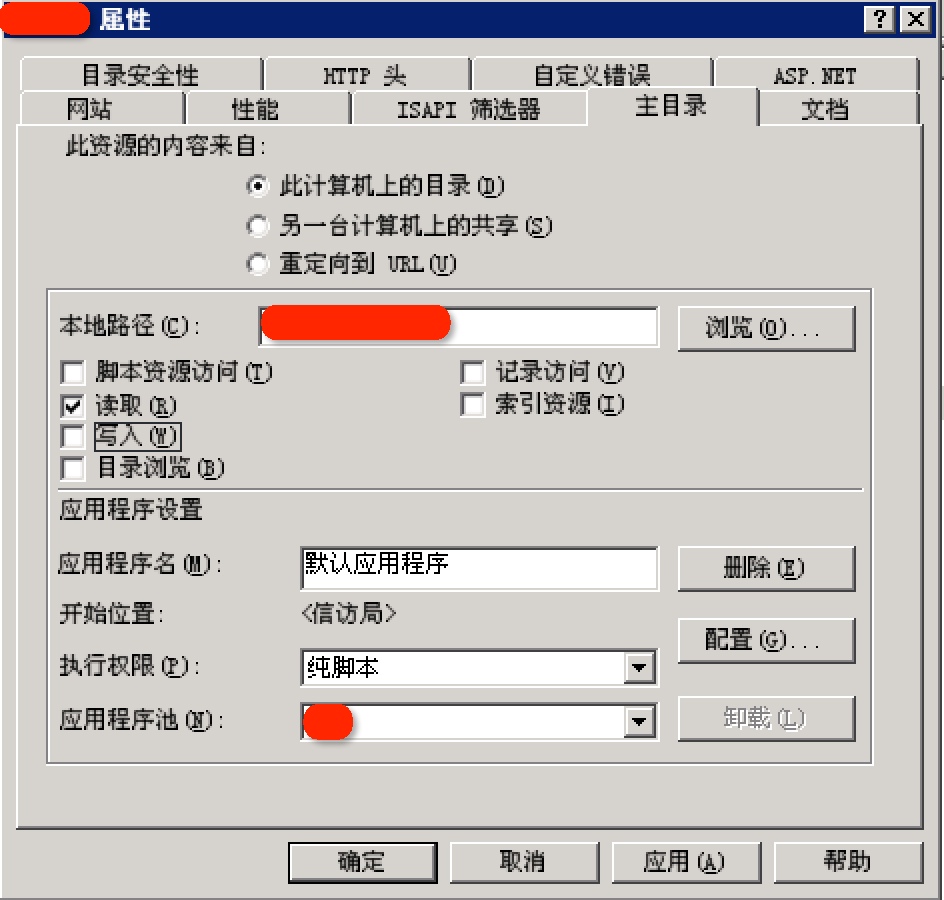 属性
目录安全性 HTTP 头 自定义错误 ASP.NET
网站 性能 ISAPI 筛选器 主目录 文档
此资源的内容来自:
此计算机上的目录(D)
另一台计算机上的共享(S)
重定向到 URL(U)
本地路径(C): 浏览(O)...
脚本资源访问(T) 记录访问(V)
读取(R) 索引资源(I)
写入(W)
目录浏览(B)
应用程序设置
应用程序名(M): 默认应用程序 删除(E)
开始位置: <信访局>
配置(G)...
执行权限(P): 纯脚本
应用程序池(N): 卸载(L)
确定 取消 应用(A) 帮助